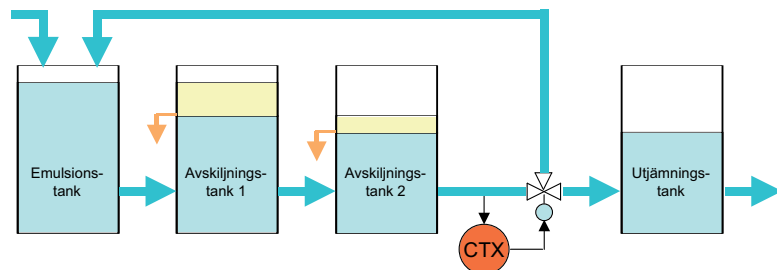 Emulsions-
tank
Avskiljnings-
tank 1
Avskiljnings-
tank 2
Utjämnings-
tank
CTX